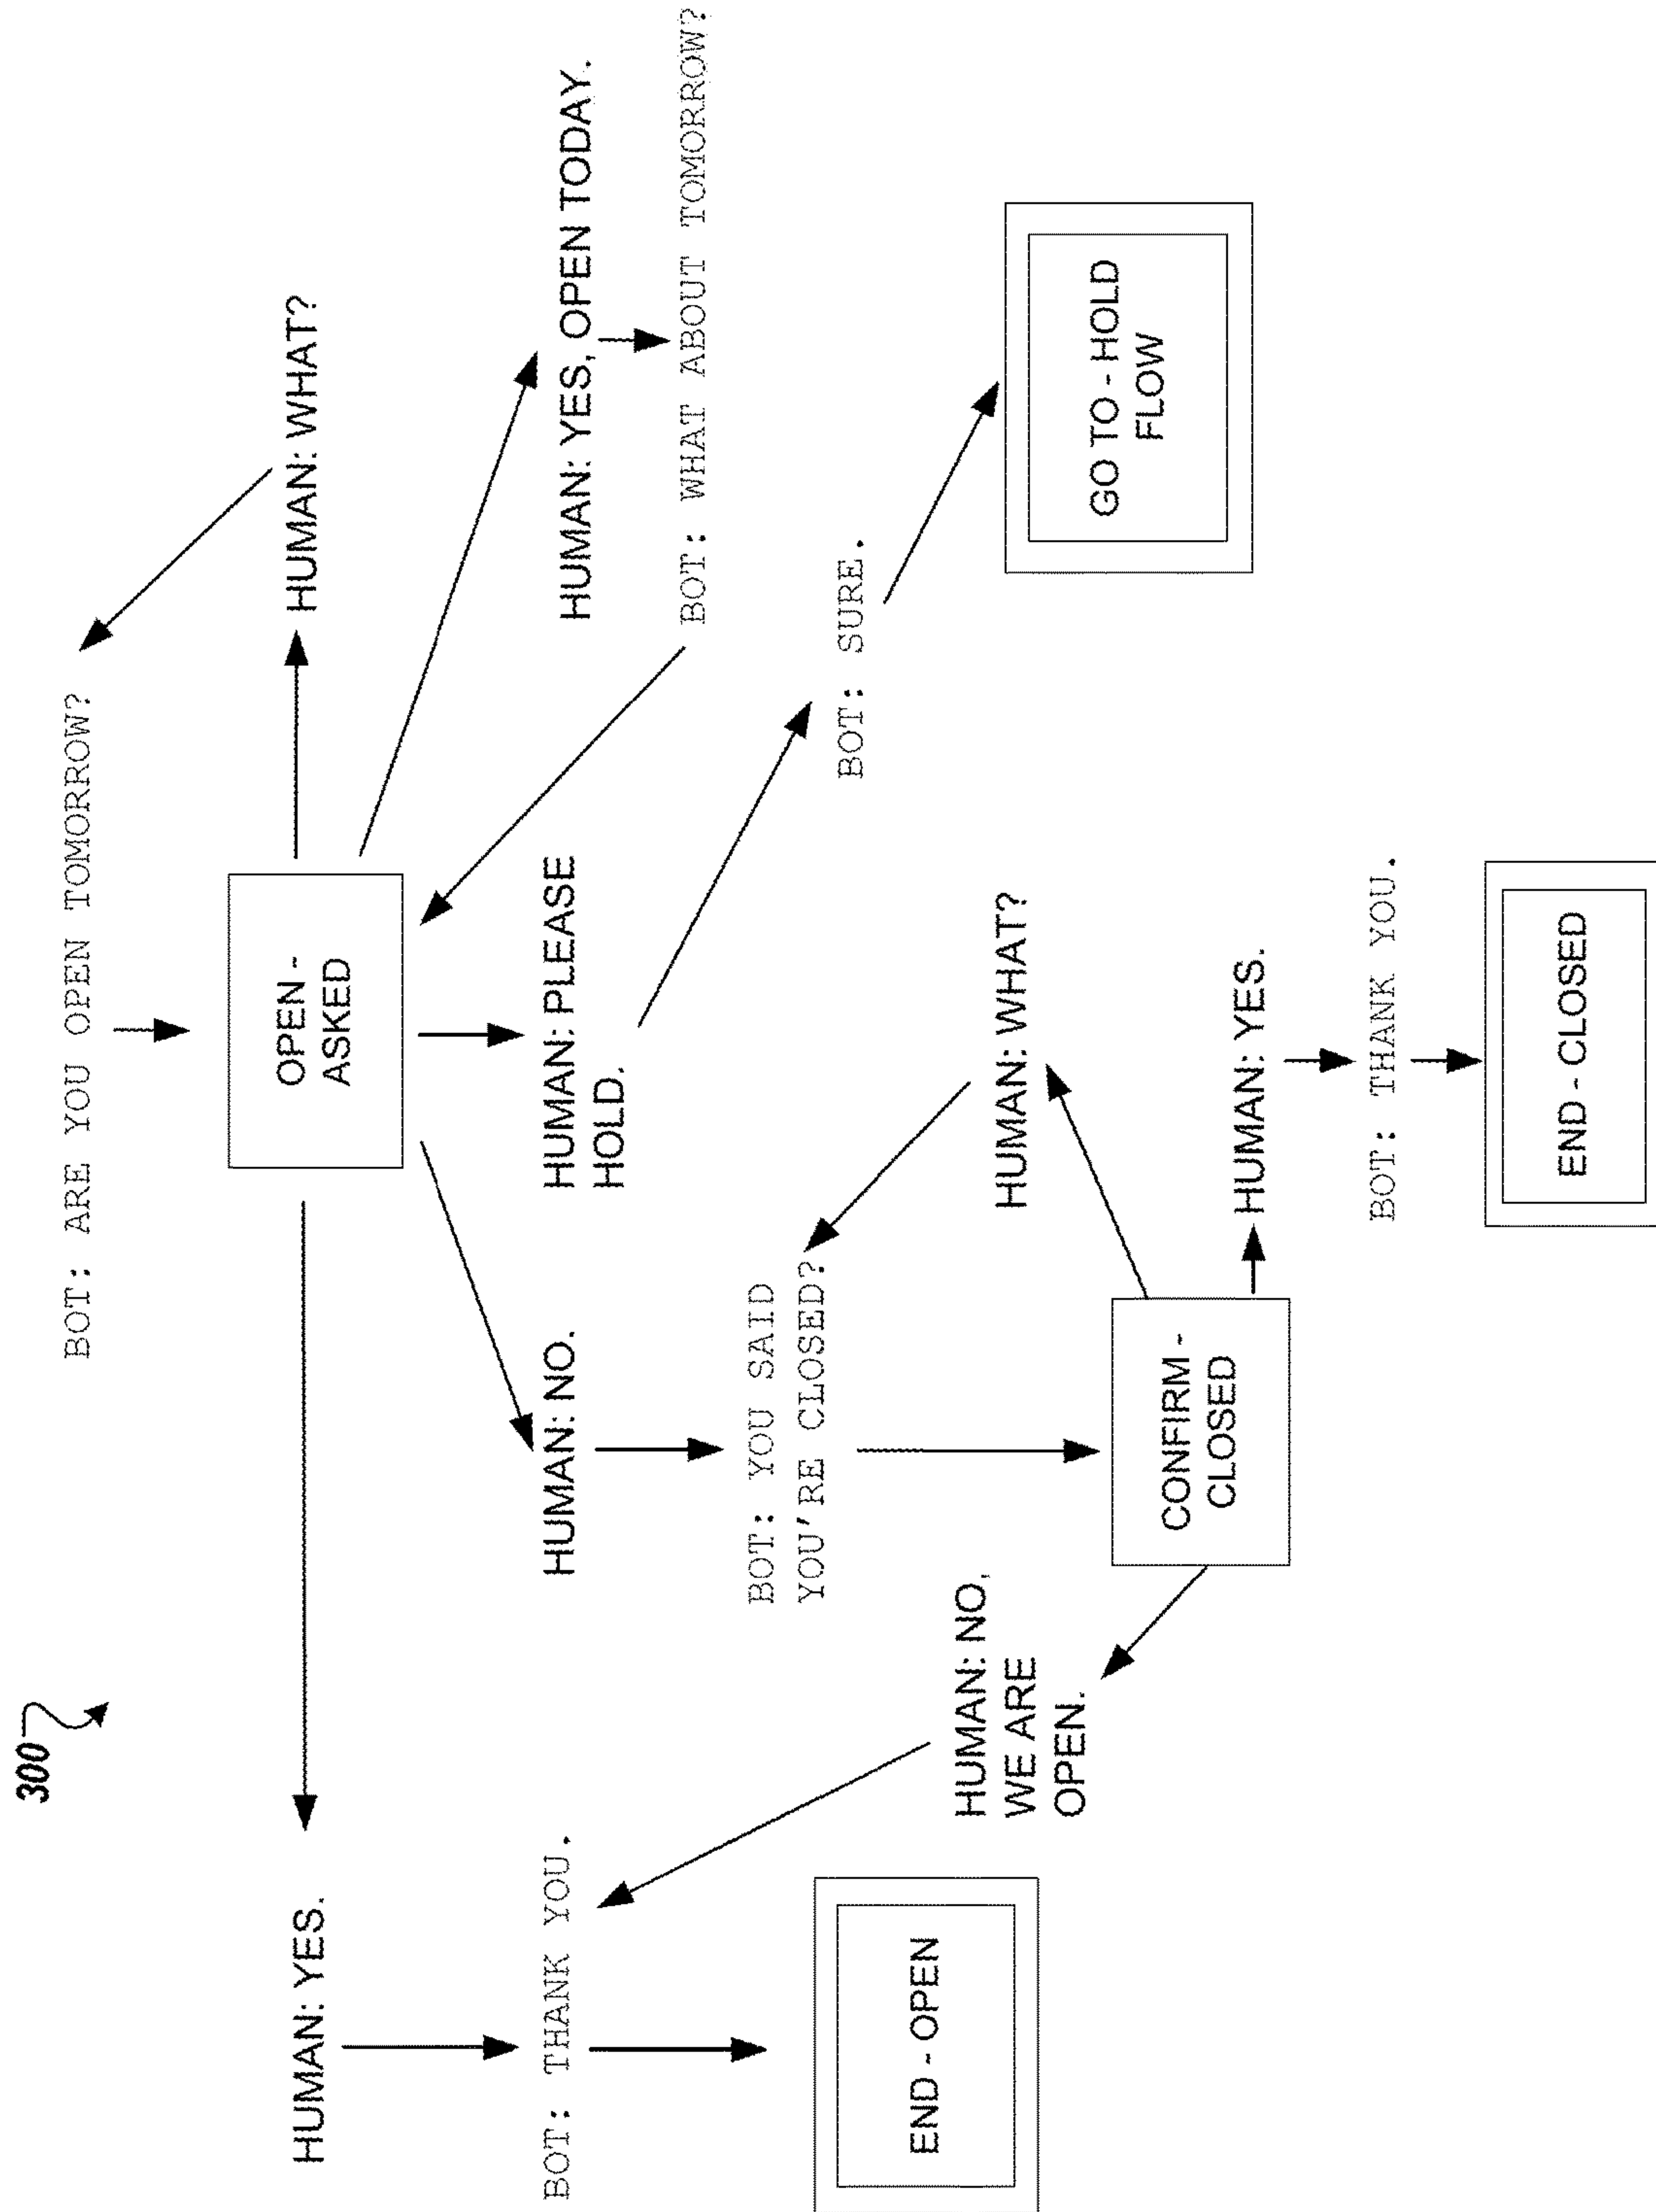 300
BOT: ARE YOU OPEN TOMORROW?
HUMAN: YES.
OPEN -
ASKED
HUMAN: WHAT?
BOT: THANK YOU.
HUMAN: NO.
HUMAN: PLEASE
HOLD.
HUMAN: YES, OPEN TODAY.
BOT: WHAT ABOUT TOMORROW?
BOT: YOU SAID
YOU'RE CLOSED?
BOT: SURE.
END - OPEN
HUMAN: NO,
WE ARE
OPEN.
HUMAN: WHAT?
GO TO - HOLD
FLOW
CONFIRM -
CLOSED
HUMAN: YES.
BOT: THANK YOU.
END - CLOSED